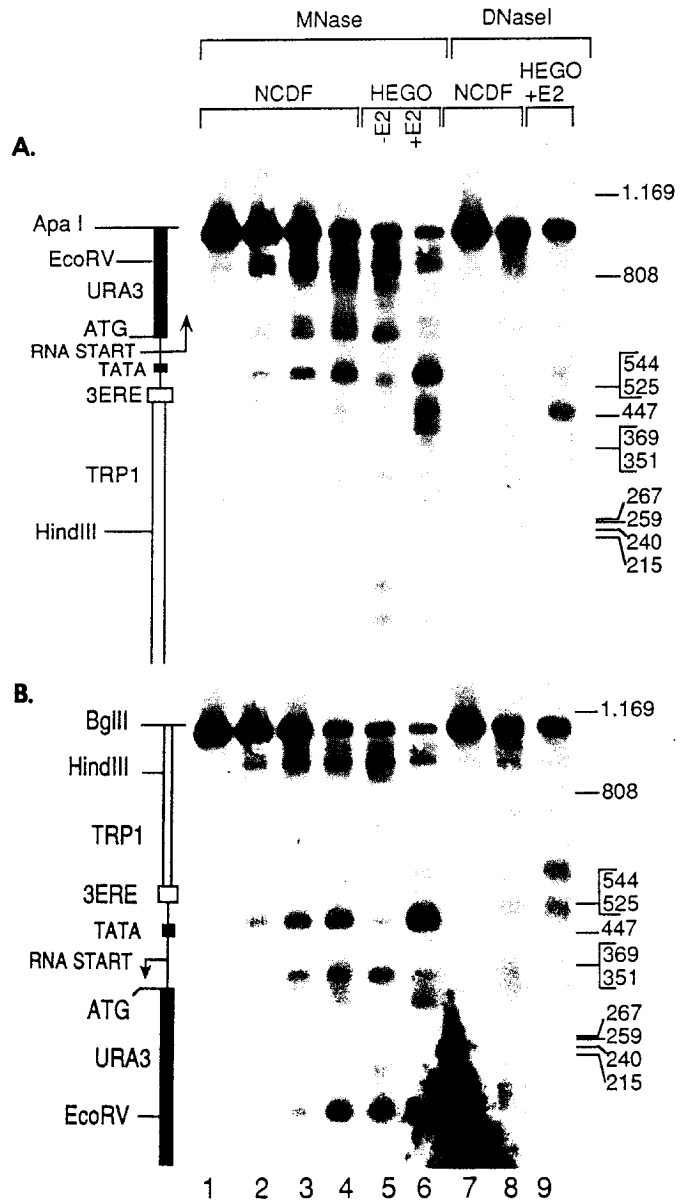 MNase DNaseI
NCDF HEGO NCDF HEGO +E2
-E2 +E2
A.
Apa I
EcoRV
URA3
ATG
RNA START
TATA
3ERE
TRP1
HindIII
1.169
808
544
525
447
369
351
267
259
240
215
B.
BglII
HindIII
TRP1
3ERE
TATA
RNA START
ATG
URA3
EcoRV
1.169
808
544
525
447
369
351
267
259
240
215
1 2 3 4 5 6 7 8 9